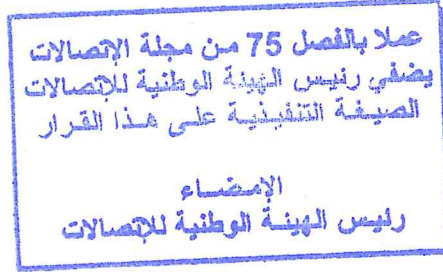 عملا بالفصل 75 من مجلة الإتصالات
يضفي رئيس الهيئة الوطنية للإتصالات
الصيغة التنفيذية على هذا القرار
الإمضاء
رئيس الهيئة الوطنية للإتصالات